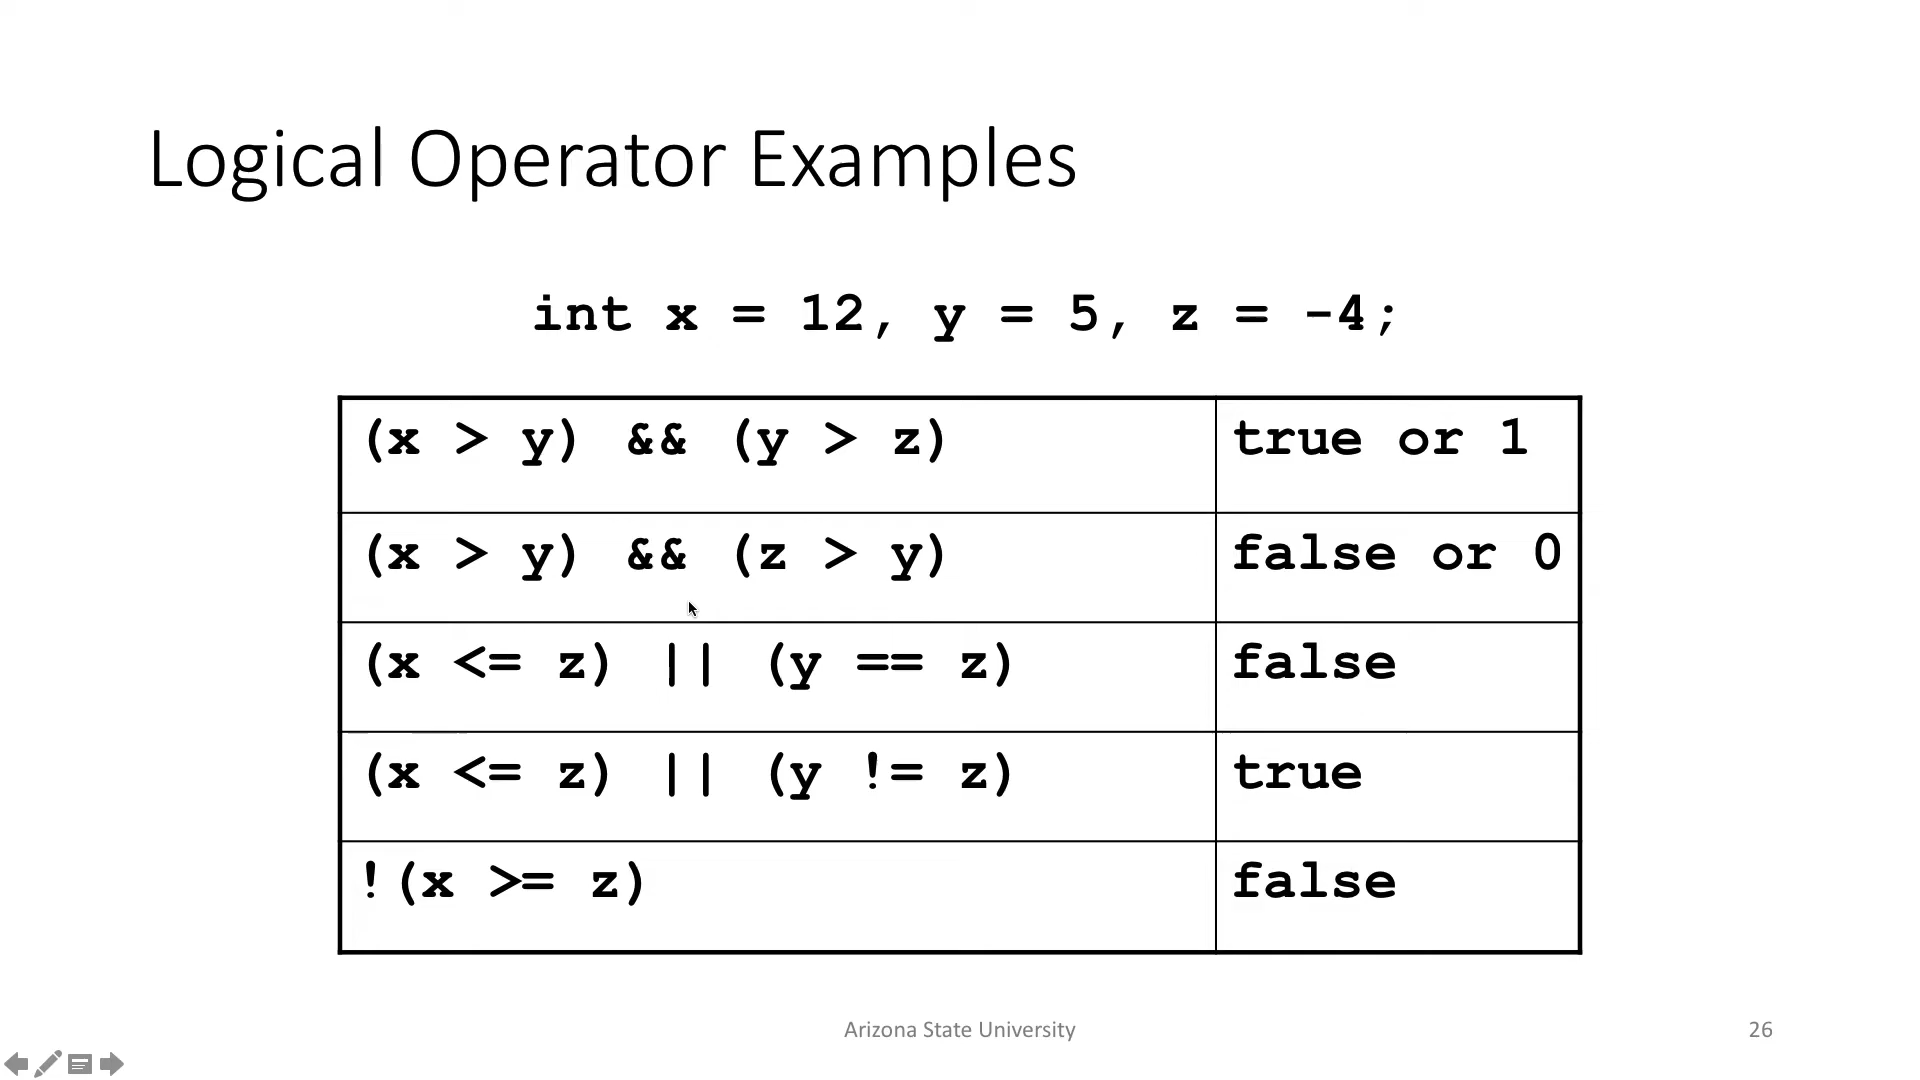 Logical Operator Examples
int x = 12, y = 5, z = -4;
(x > y) && (y > z) true or 1
(x > y) && (z > y) false or 0
(x <= z) || (y == z) false
(x <= z) || (y != z) true
!(x >= z) false
Arizona State University 26